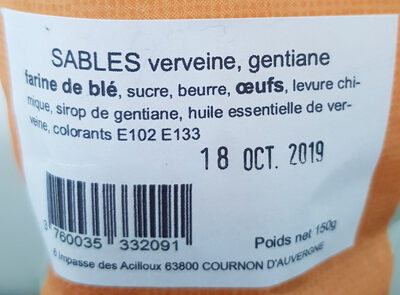 SABLES verveine, gentiane
farine de blé, sucre, beurre, œufs, levure chi-
mique, sirop de gentiane, huile essentielle de ver-
veine, colorants E102 E133
18 OCT. 2019
3 760035 332091
Poids net 150g
6 Impasse des Acilloux 63800 COURNON D'AUVERGNE